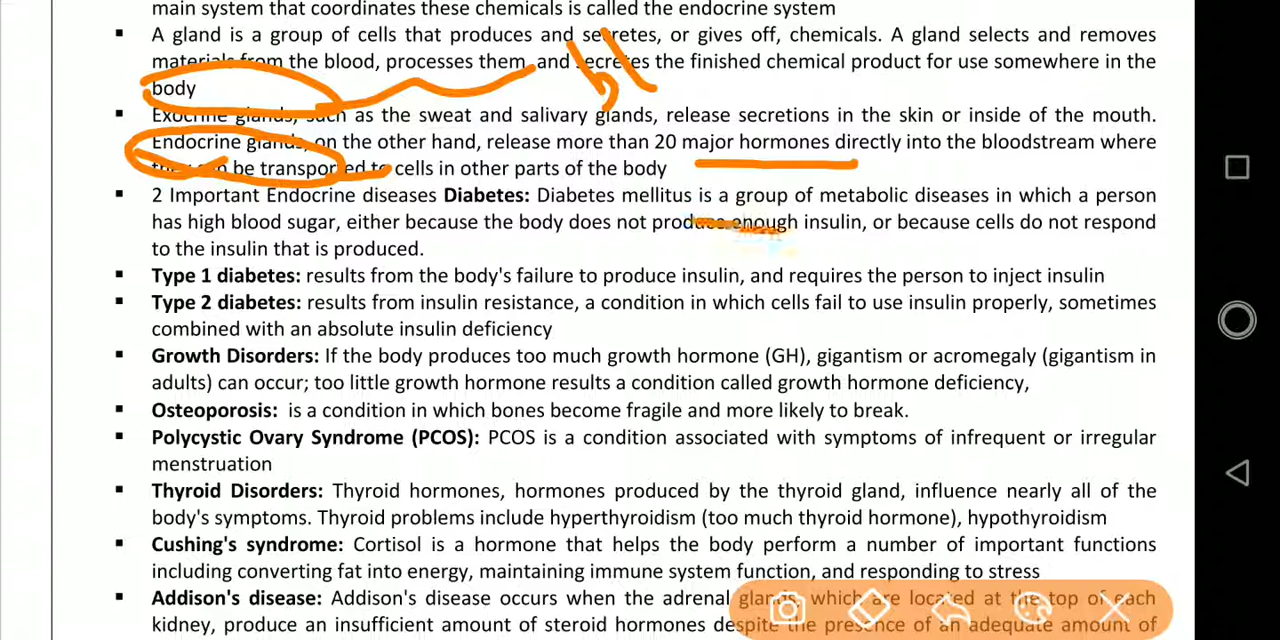 main system that coordinates these chemicals is called the endocrine system
▪ A gland is a group of cells that produces and secretes, or gives off, chemicals. A gland selects and removes
materials from the blood, processes them, and secretes the finished chemical product for use somewhere in the
body
▪ Exocrine glands, such as the sweat and salivary glands, release secretions in the skin or inside of the mouth.
Endocrine glands, on the other hand, release more than 20 major hormones directly into the bloodstream where
they can be transported to cells in other parts of the body
▪ 2 Important Endocrine diseases Diabetes: Diabetes mellitus is a group of metabolic diseases in which a person
has high blood sugar, either because the body does not produce enough insulin, or because cells do not respond
to the insulin that is produced.
▪ Type 1 diabetes: results from the body's failure to produce insulin, and requires the person to inject insulin
▪ Type 2 diabetes: results from insulin resistance, a condition in which cells fail to use insulin properly, sometimes
combined with an absolute insulin deficiency
▪ Growth Disorders: If the body produces too much growth hormone (GH), gigantism or acromegaly (gigantism in
adults) can occur; too little growth hormone results a condition called growth hormone deficiency,
▪ Osteoporosis: is a condition in which bones become fragile and more likely to break.
▪ Polycystic Ovary Syndrome (PCOS): PCOS is a condition associated with symptoms of infrequent or irregular
menstruation
▪ Thyroid Disorders: Thyroid hormones, hormones produced by the thyroid gland, influence nearly all of the
body's symptoms. Thyroid problems include hyperthyroidism (too much thyroid hormone), hypothyroidism
▪ Cushing's syndrome: Cortisol is a hormone that helps the body perform a number of important functions
including converting fat into energy, maintaining immune system function, and responding to stress
▪ Addison's disease: Addison's disease occurs when the adrenal glands, which are located at the top of each
kidney, produce an insufficient amount of steroid hormones despite the presence of an adequate amount of